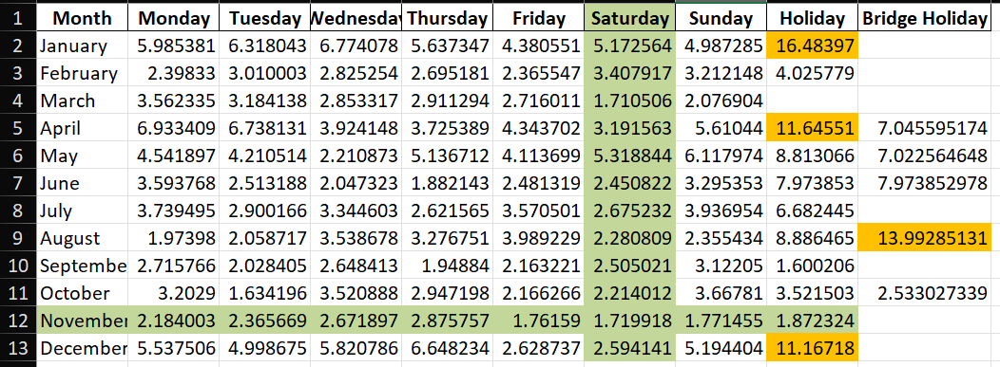 1 Month Monday Tuesday Wednesday Thursday Friday Saturday Sunday Holiday Bridge Holiday
2 January 5.985381 6.318043 6.774078 5.637347 4.380551 5.172564 4.987285 16.48397
3 February 2.39833 3.010003 2.825254 2.695181 2.365547 3.407917 3.212148 4.025779
4 March 3.562335 3.184138 2.853317 2.911294 2.716011 1.710506 2.076904
5 April 6.933409 6.738131 3.924148 3.725389 4.343702 3.191563 5.61044 11.64551 7.045595174
6 May 4.541897 4.210514 2.210873 5.136712 4.113699 5.318844 6.117974 8.813066 7.022564648
7 June 3.593768 2.513188 2.047323 1.882143 2.481319 2.450822 3.295353 7.973853 7.973852978
8 July 3.739495 2.900166 3.344603 2.621565 3.570501 2.675232 3.936954 6.682445
9 August 1.97398 2.058717 3.538678 3.276751 3.989229 2.280809 2.355434 8.886465 13.99285131
10 Septembe 2.715766 2.028405 2.648413 1.94884 2.163221 2.505021 3.12205 1.600206
11 October 3.2029 1.634196 3.520888 2.947198 2.166266 2.214012 3.66781 3.521503 2.533027339
12 November 2.184003 2.365669 2.671897 2.875757 1.76159 1.719918 1.771455 1.872324
13 December 5.537506 4.998675 5.820786 6.648234 2.628737 2.594141 5.194404 11.16718